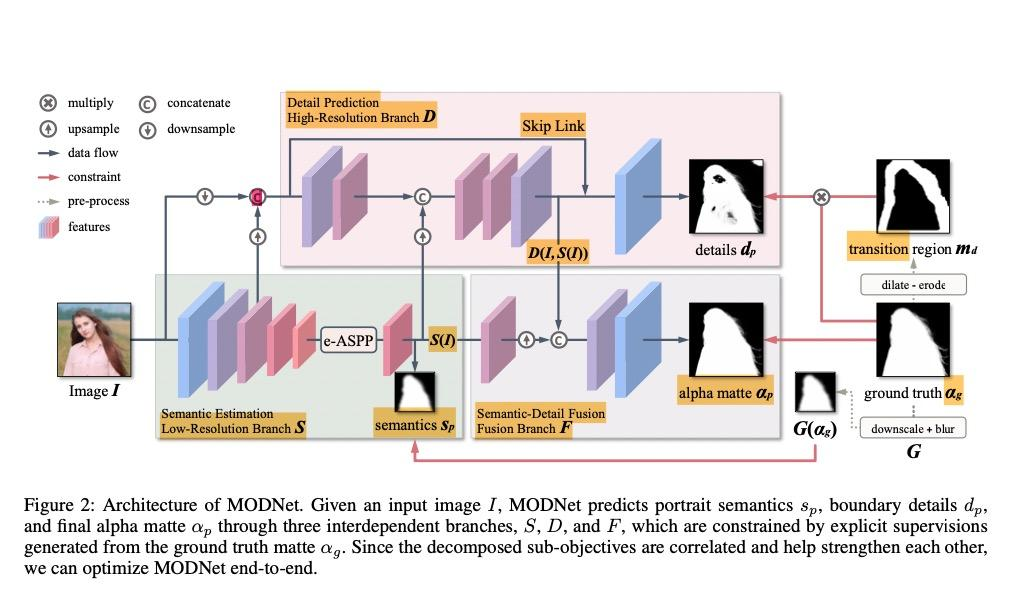 multiply
concatenate
upsample
downsample
data flow
constraint
pre-process
features
Detail Prediction
High-Resolution Branch D
Skip Link
C
C
D(I,S(I))
details dp
transition region md
dilate - erode
Image I
e-ASPP
S(I)
C
Semantic Estimation
Low-Resolution Branch S
semantics sp
Semantic-Detail Fusion
Fusion Branch F
alpha matte αp
G(αg)
ground truth αg
downscale + blur
G
Figure 2: Architecture of MODNet. Given an input image I, MODNet predicts portrait semantics sp, boundary details dp,
and final alpha matte αp through three interdependent branches, S, D, and F, which are constrained by explicit supervisions
generated from the ground truth matte αg. Since the decomposed sub-objectives are correlated and help strengthen each other,
we can optimize MODNet end-to-end.